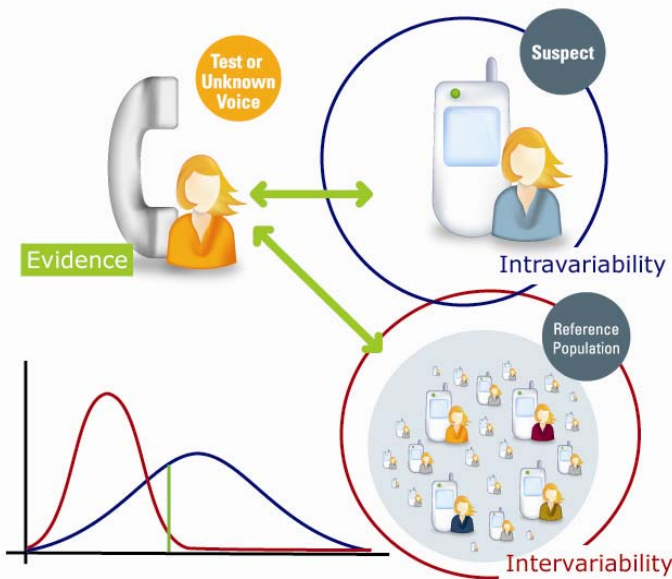 Test or
Unknown
Voice
Suspect
Evidence
Intravariability
Reference
Population
Intervariability